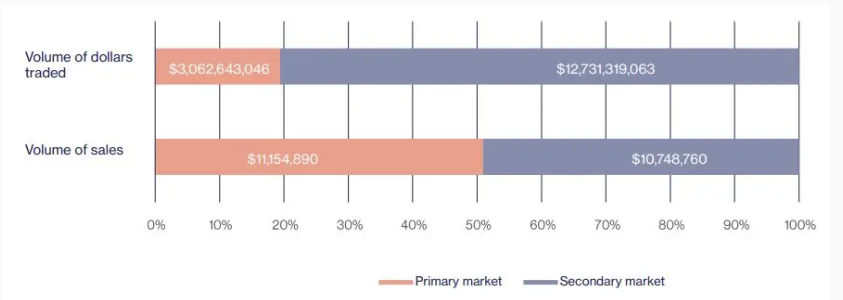 Volume of dollars
traded
$3,062,643,046 $12,731,319,063
Volume of sales
$11,154,890 $10,748,760
0% 10% 20% 30% 40% 50% 60% 70% 80% 90% 100%
Primary market Secondary market